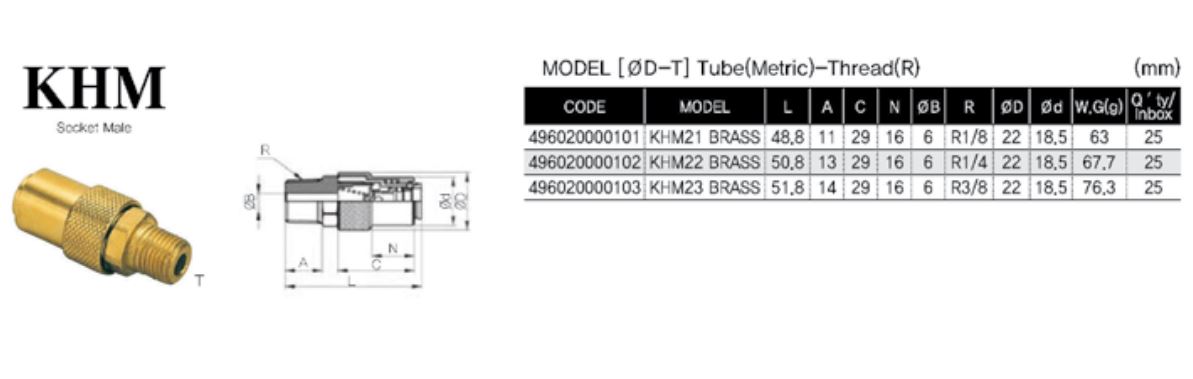 KHM
Socket Male
T
R
ØB
Ød
ØD
N
A
C
L
MODEL [ØD-T] Tube(Metric)-Thread(R) (mm)
CODE MODEL L A C N ØB R ØD Ød W.G(g) Q'ty/Inbox
496020000101 KHM21 BRASS 48.8 11 29 16 6 R1/8 22 18.5 63 25
496020000102 KHM22 BRASS 50.8 13 29 16 6 R1/4 22 18.5 67.7 25
496020000103 KHM23 BRASS 51.8 14 29 16 6 R3/8 22 18.5 76.3 25